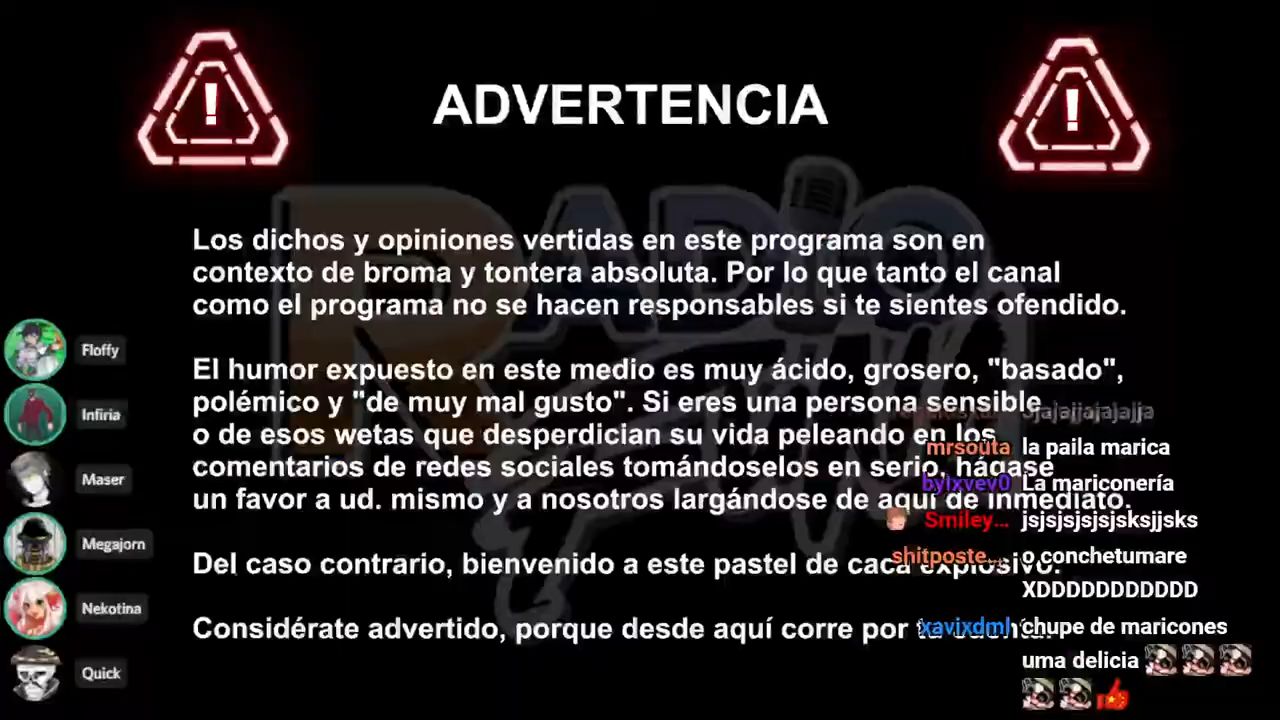 ADVERTENCIA
RADIO
Los dichos y opiniones vertidas en este programa son en
contexto de broma y tontera absoluta. Por lo que tanto el canal
como el programa no se hacen responsables si te sientes ofendido.
El humor expuesto en este medio es muy ácido, grosero, "basado",
polémico y "de muy mal gusto". Si eres una persona sensible
o de esos wetas que desperdician su vida peleando en los
comentarios de redes sociales tomándoselos en serio, hágase
un favor a ud. mismo y a nosotros largándose de aquí de inmediato.
Del caso contrario, bienvenido a este pastel de caca explosivo.
Considérate advertido, porque desde aquí corre por tu cuenta.
Floffy
Infiria
Maser
Megajorn
Nekotina
Quick
mrsouta la paila marica
bylxvev0 La mariconería
Smiley... jsjsjsjsjsjsksjjsks
shitposte... o conchetumare
XDDDDDDDDDDD
xavixdml chupe de maricones
uma delicia